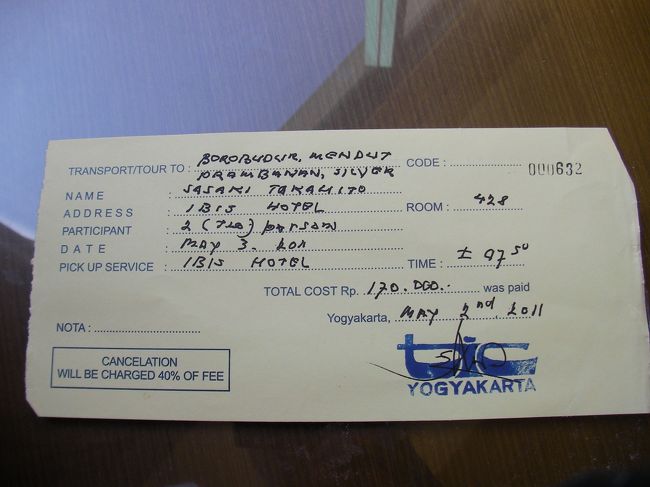 BOROBUDUR, MENDUT
TRANSPORT/TOUR TO : PRAMBANAN, SILVER CODE : 000632
NAME : SASAKI TAKAHITO
ADDRESS : IBIS HOTEL ROOM : 428
PARTICIPANT : 2 (TWO) PERSON
DATE : MAY 3. 2011
PICK UP SERVICE : IBIS HOTEL TIME : ± 07 50
TOTAL COST Rp. 170.000.- was paid
Yogyakarta, MAY 2nd, 2011
NOTA :
CANCELATION
WILL BE CHARGED 40% OF FEE
tic
YOGYAKARTA